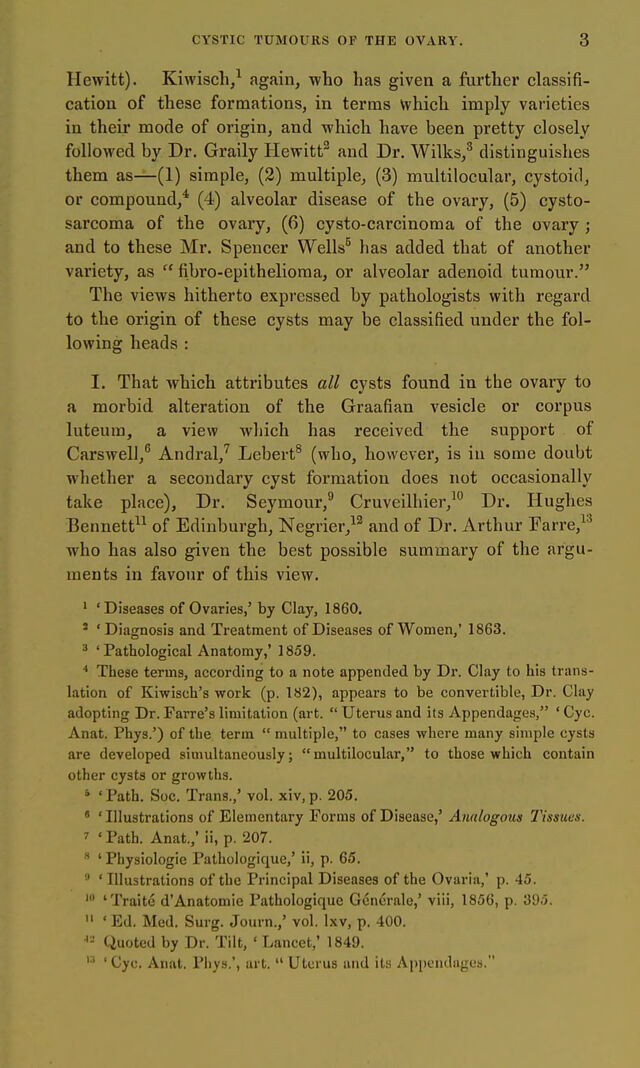 CYSTIC TUMOURS OF THE OVARY. 3
Hewitt). Kiwisch,¹ again, who has given a further classifi-
cation of these formations, in terms which imply varieties
in their mode of origin, and which have been pretty closely
followed by Dr. Graily Hewitt² and Dr. Wilks,³ distinguishes
them as—(1) simple, (2) multiple, (3) multilocular, cystoid,
or compound,⁴ (4) alveolar disease of the ovary, (5) cysto-
sarcoma of the ovary, (6) cysto-carcinoma of the ovary ;
and to these Mr. Spencer Wells⁵ has added that of another
variety, as “ fibro-epithelioma, or alveolar adenoid tumour.”
The views hitherto expressed by pathologists with regard
to the origin of these cysts may be classified under the fol-
lowing heads :
I. That which attributes all cysts found in the ovary to
a morbid alteration of the Graafian vesicle or corpus
luteum, a view which has received the support of
Carswell,⁶ Andral,⁷ Lebert⁸ (who, however, is in some doubt
whether a secondary cyst formation does not occasionally
take place), Dr. Seymour,⁹ Cruveilhier,¹⁰ Dr. Hughes
Bennett¹¹ of Edinburgh, Negrier,¹² and of Dr. Arthur Farre,¹³
who has also given the best possible summary of the argu-
ments in favour of this view.
¹ ‘ Diseases of Ovaries,’ by Clay, 1860.
² ‘ Diagnosis and Treatment of Diseases of Women,’ 1863.
³ ‘ Pathological Anatomy,’ 1859.
⁴ These terms, according to a note appended by Dr. Clay to his trans-
lation of Kiwisch’s work (p. 182), appears to be convertible, Dr. Clay
adopting Dr. Farre’s limitation (art. “ Uterus and its Appendages,” ‘ Cyc.
Anat. Phys.’) of the term “ multiple,” to cases where many simple cysts
are developed simultaneously; “multilocular,” to those which contain
other cysts or growths.
⁵ ‘ Path. Soc. Trans.,’ vol. xiv, p. 205.
⁶ ‘ Illustrations of Elementary Forms of Disease,’ Analogous Tissues.
⁷ ‘ Path. Anat.,’ ii, p. 207.
⁸ ‘ Physiologie Pathologique,’ ii, p. 65.
⁹ ‘ Illustrations of the Principal Diseases of the Ovaria,’ p. 45.
¹⁰ ‘ Traité d’Anatomie Pathologique Générale,’ viii, 1856, p. 395.
¹¹ ‘ Ed. Med. Surg. Journ.,’ vol. lxv, p. 400.
¹² Quoted by Dr. Tilt, ‘ Lancet,’ 1849.
¹³ ‘ Cyc. Anat. Phys.’, art. “ Uterus and its Appendages.”